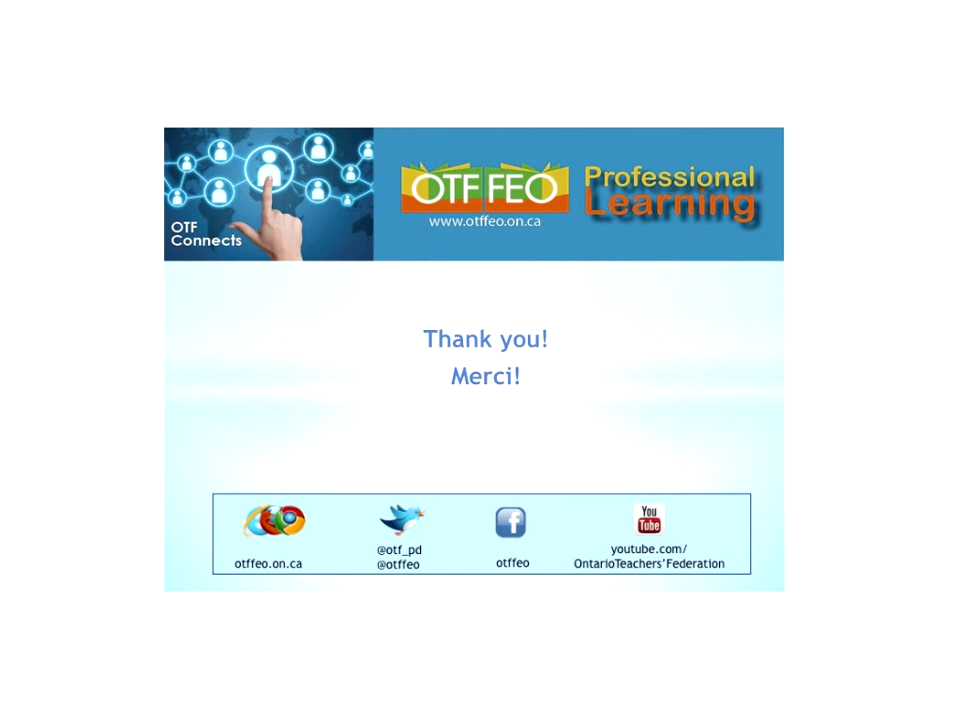 OTF
Connects
OTF FEO
www.otffeo.on.ca
Professional
Learning
Thank you!
Merci!
otffeo.on.ca
@otf_pd
@otffeo
f
otffeo
You
Tube
youtube.com/
OntarioTeachers'Federation